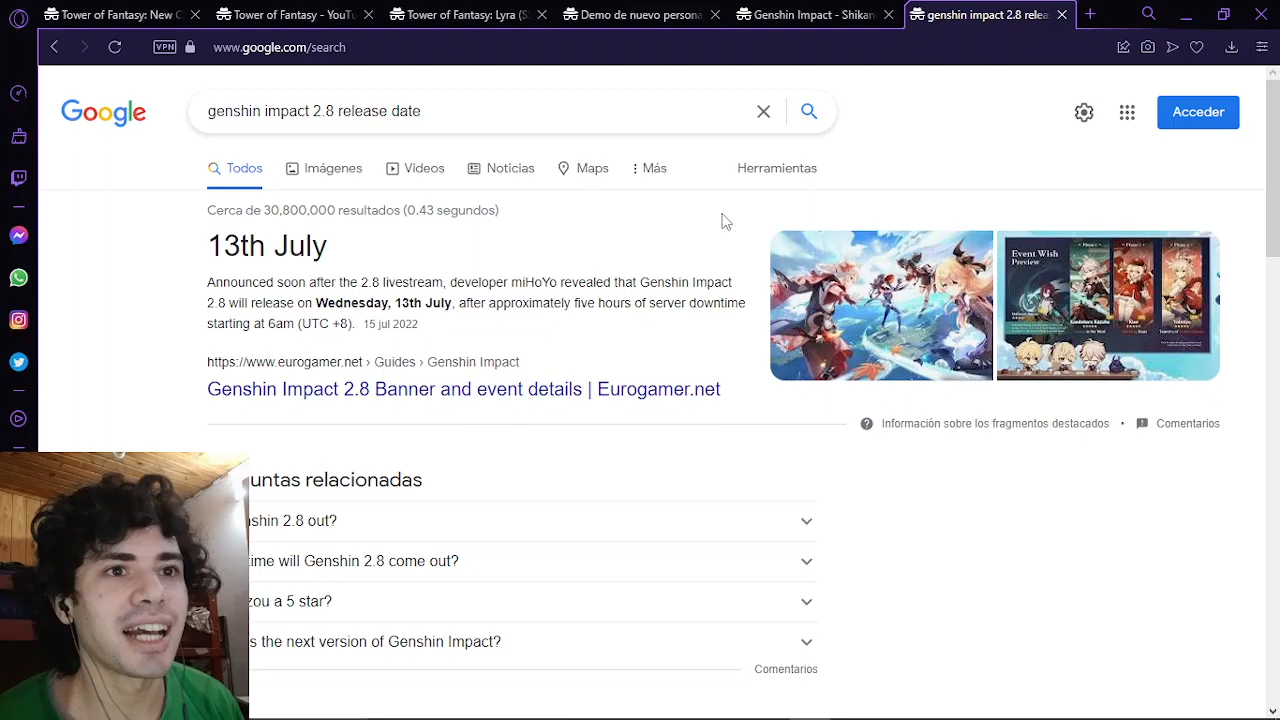 Tower of Fantasy: New C
Tower of Fantasy - YouT
Tower of Fantasy: Lyra (S
Demo de nuevo persona
Genshin Impact - Shikan
genshin impact 2.8 relea
VPN
www.google.com/search
Google
genshin impact 2.8 release date
Acceder
Todos
Imágenes
Videos
Noticias
Maps
Más
Herramientas
Cerca de 30,800,000 resultados (0.43 segundos)
13th July
Announced soon after the 2.8 livestream, developer miHoYo revealed that Genshin Impact
2.8 will release on Wednesday, 13th July, after approximately five hours of server downtime
starting at 6am (UTC +8). 15 jul 2022
Event Wish
Preview
https://www.eurogamer.net › Guides › Genshin Impact
Genshin Impact 2.8 Banner and event details | Eurogamer.net
Información sobre los fragmentos destacados
•
Comentarios
untas relacionadas
shin 2.8 out?
ime will Genshin 2.8 come out?
zou a 5 star?
s the next version of Genshin Impact?
Comentarios